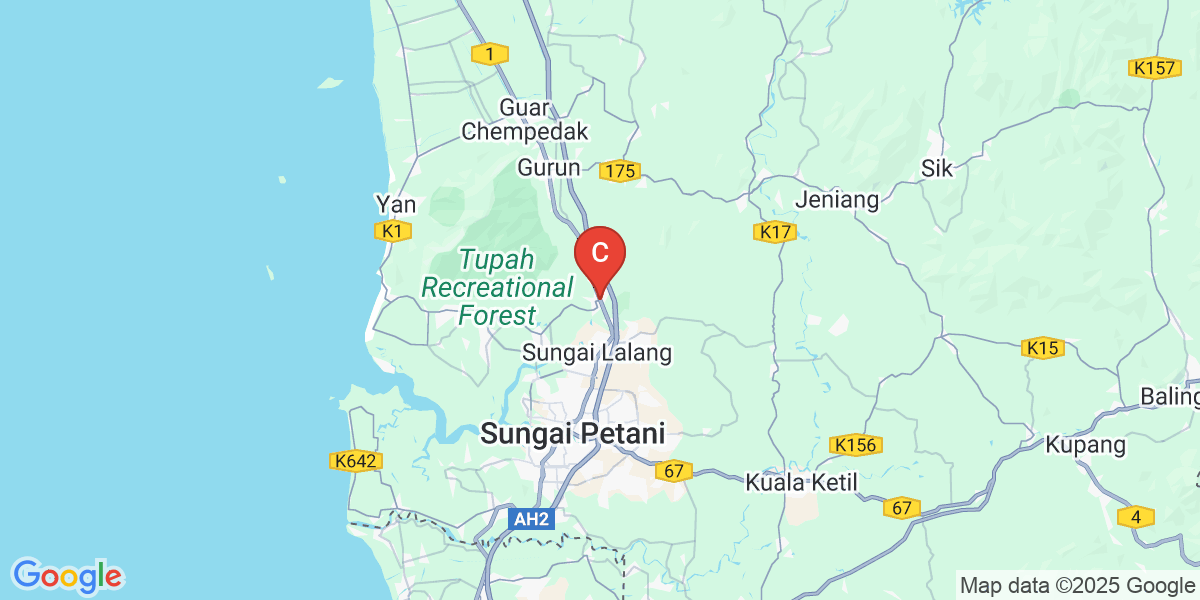 1
K157
Guar
Chempedak
Gurun
175
Sik
Jeniang
Yan
K1
K17
C
Tupah
Recreational
Forest
Sungai Lalang
K15
Baling
Sungai Petani
K156
Kupang
K642
67
Kuala Ketil
67
4
AH2
Google
Map data ©2025 Google